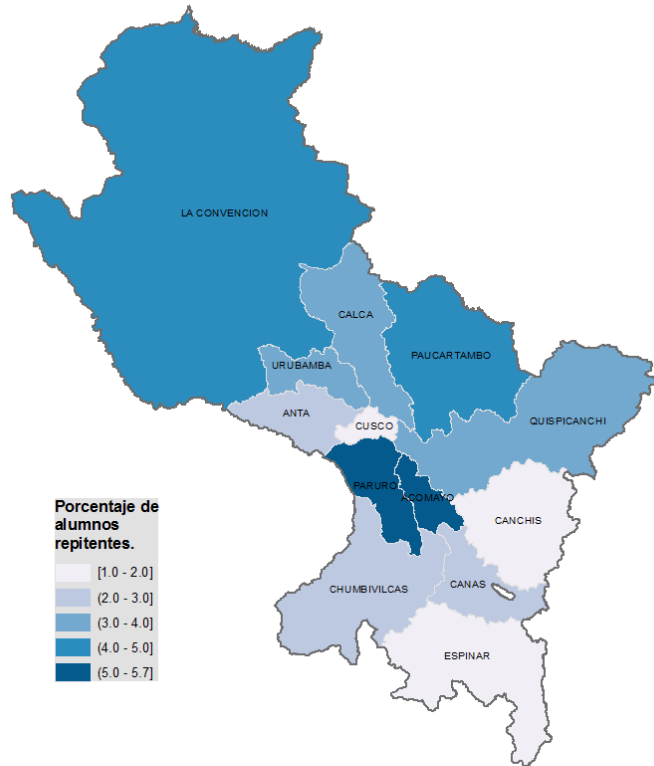 LA CONVENCION
CALCA
PAUCARTAMBO
URUBAMBA
ANTA
CUSCO
QUISPICANCHI
PARURO
ACOMAYO
CANCHIS
CHUMBIVILCAS
CANAS
ESPINAR
Porcentaje de
alumnos
repitentes.
[1.0 - 2.0]
(2.0 - 3.0]
(3.0 - 4.0]
(4.0 - 5.0]
(5.0 - 5.7]